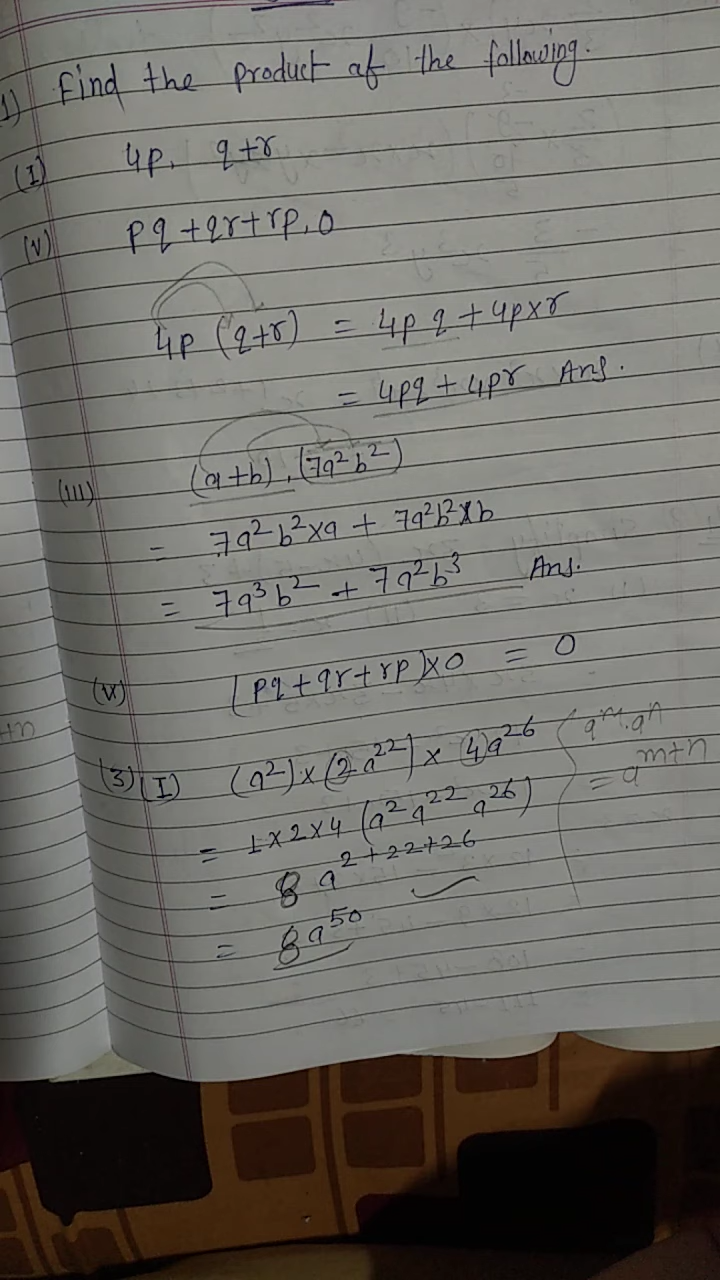 1) Find the product of the following.
(I) 4p, q+r
(V) pq+qr+rp, 0
4p (q+r) = 4pq + 4p×r
= 4pq + 4pr Ans.
(III) (a+b), (7a²b²)
= 7a²b²×a + 7a²b²×b
= 7a³b² + 7a²b³ Ans.
(V) (pq+qr+rp)×0 = 0
(3) (I) (a²)×(2a²²)×4a²⁶ aᵐ·aⁿ
= 1×2×4 (a² a²² a²⁶) = aᵐ⁺ⁿ
= 8 a²⁺²²⁺²⁶
= 8a⁵⁰